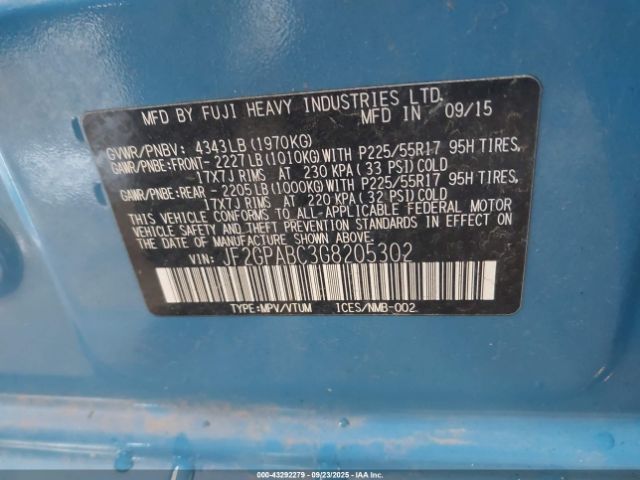 MFD BY FUJI HEAVY INDUSTRIES LTD.
MFD IN 09/15
GVWR/PNBV: 4343LB(1970KG)
GAWR/PNBE:FRONT-2227LB(1010KG)WITH P225/55R17 95H TIRES,
17X7J RIMS AT 230 KPA(33 PSI)COLD
GAWR/PNBE:REAR -2205LB(1000KG)WITH P225/55R17 95H TIRES,
17X7J RIMS AT 220 KPA(32 PSI)COLD
THIS VEHICLE CONFORMS TO ALL-APPLICABLE FEDERAL MOTOR
VEHICLE SAFETY AND THEFT PREVENTION STANDARDS IN EFFECT
ON THE DATE OF MANUFACTURE SHOWN ABOVE.
VIN: JF2GPABC3G8205302
TYPE:MPV/VTUM ICES/NMB-002
000-43292279 - 09/23/2025 - IAAI.com